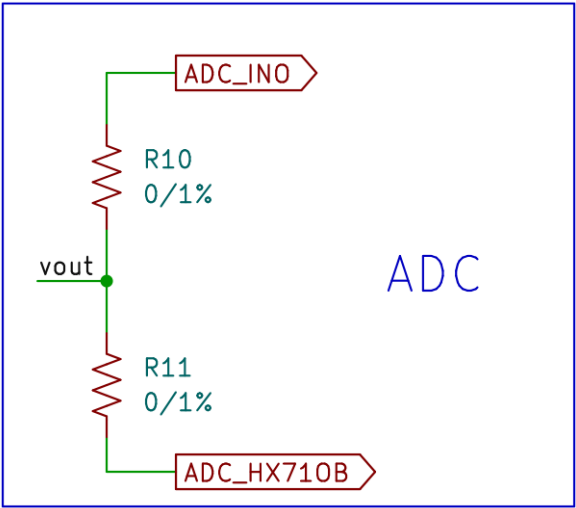 ADC_IN0
R10
0/1%
vout
ADC
R11
0/1%
ADC_HX710B